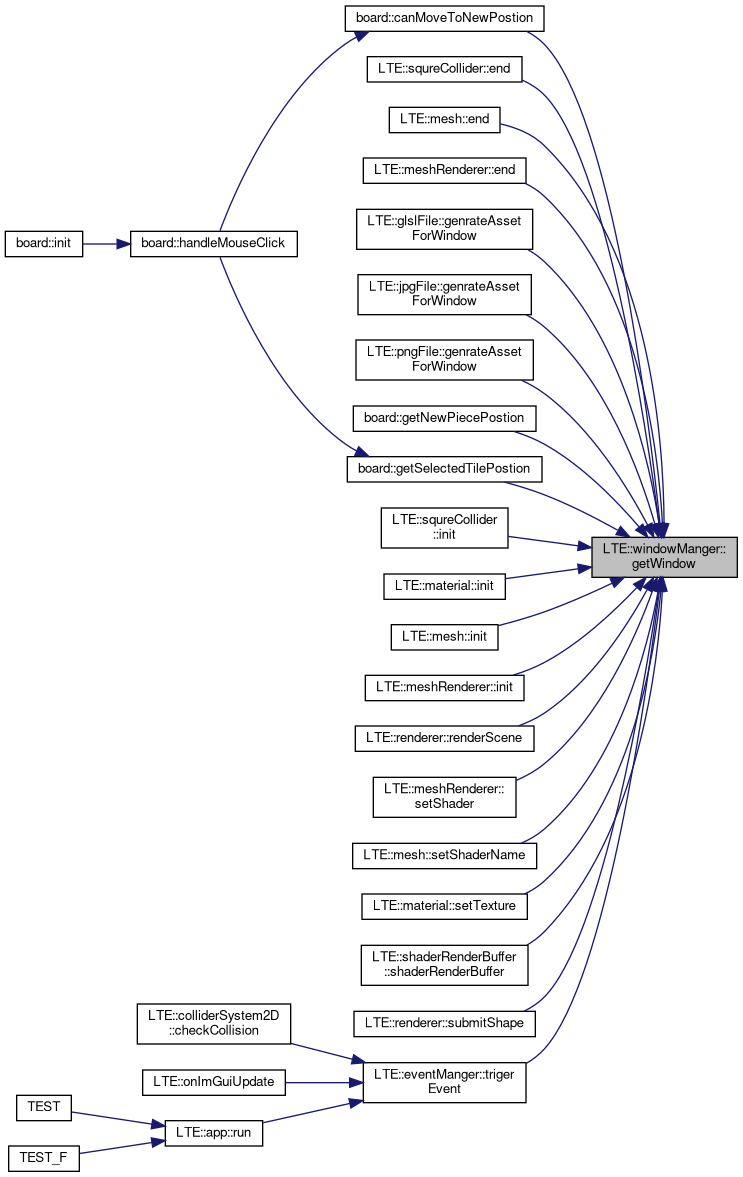 board::canMoveToNewPostion
LTE::squreCollider::end
LTE::mesh::end
LTE::meshRenderer::end
LTE::glslFile::genrateAsset
ForWindow
board::init
board::handleMouseClick
LTE::jpgFile::genrateAsset
ForWindow
LTE::pngFile::genrateAsset
ForWindow
board::getNewPiecePostion
board::getSelectedTilePostion
LTE::squreCollider
::init
LTE::windowManger::
getWindow
LTE::material::init
LTE::mesh::init
LTE::meshRenderer::init
LTE::renderer::renderScene
LTE::meshRenderer::
setShader
LTE::mesh::setShaderName
LTE::material::setTexture
LTE::shaderRenderBuffer
::shaderRenderBuffer
LTE::renderer::submitShape
LTE::colliderSystem2D
::checkCollision
LTE::eventManger::triger
Event
LTE::onImGuiUpdate
TEST
LTE::app::run
TEST_F